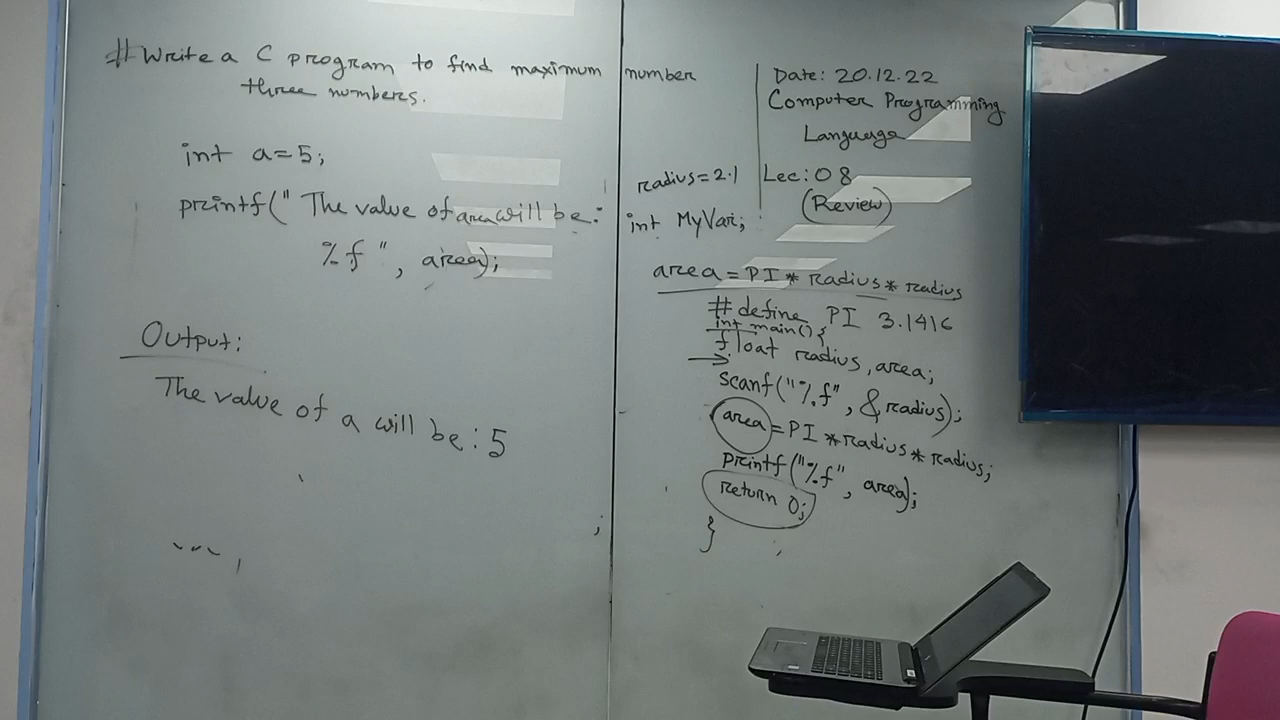 # Write a C program to find maximum number
three numbers.
int a=5;
printf(" The value of area will be:
%f ", area);
Output:
The value of a will be: 5
Date: 20.12.22
Computer Programming
Language
Lec: 08
(Review)
radius=2.1
int MyVar;
area = PI * radius * radius
# define PI 3.1416
int main() {
float radius, area;
scanf("%f", &radius);
area = PI * radius * radius;
printf("%f", area);
return 0;
}